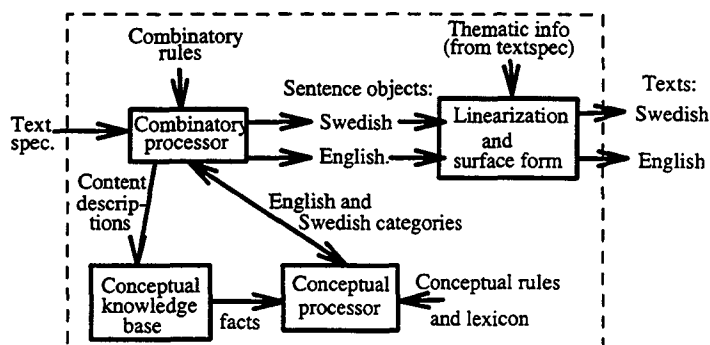 Combinatory
rules
Thematic info
(from textspec)
Sentence objects:
Texts:
Text
spec.
Combinatory
processor
Swedish
English.
Linearization
and
surface form
Swedish
English
Content
descrip-
tions
English and
Swedish categories
Conceptual
knowledge
base
facts
Conceptual
processor
Conceptual rules
and lexicon